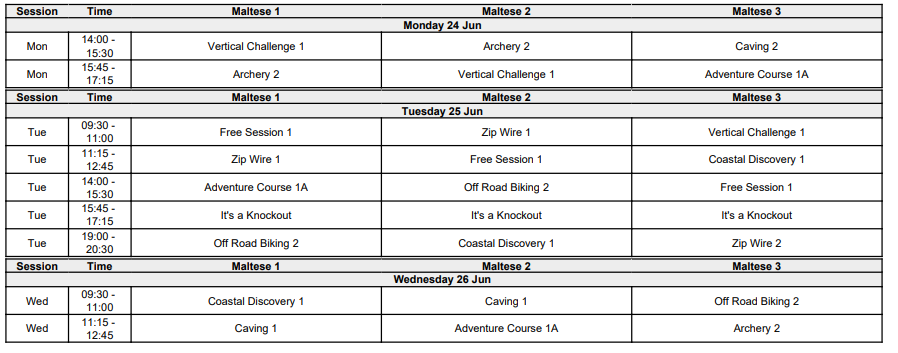 Session Time Maltese 1 Maltese 2 Maltese 3
Monday 24 Jun
Mon 14:00 - 15:30 Vertical Challenge 1 Archery 2 Caving 2
Mon 15:45 - 17:15 Archery 2 Vertical Challenge 1 Adventure Course 1A
Session Time Maltese 1 Maltese 2 Maltese 3
Tuesday 25 Jun
Tue 09:30 - 11:00 Free Session 1 Zip Wire 1 Vertical Challenge 1
Tue 11:15 - 12:45 Zip Wire 1 Free Session 1 Coastal Discovery 1
Tue 14:00 - 15:30 Adventure Course 1A Off Road Biking 2 Free Session 1
Tue 15:45 - 17:15 It's a Knockout It's a Knockout It's a Knockout
Tue 19:00 - 20:30 Off Road Biking 2 Coastal Discovery 1 Zip Wire 2
Session Time Maltese 1 Maltese 2 Maltese 3
Wednesday 26 Jun
Wed 09:30 - 11:00 Coastal Discovery 1 Caving 1 Off Road Biking 2
Wed 11:15 - 12:45 Caving 1 Adventure Course 1A Archery 2